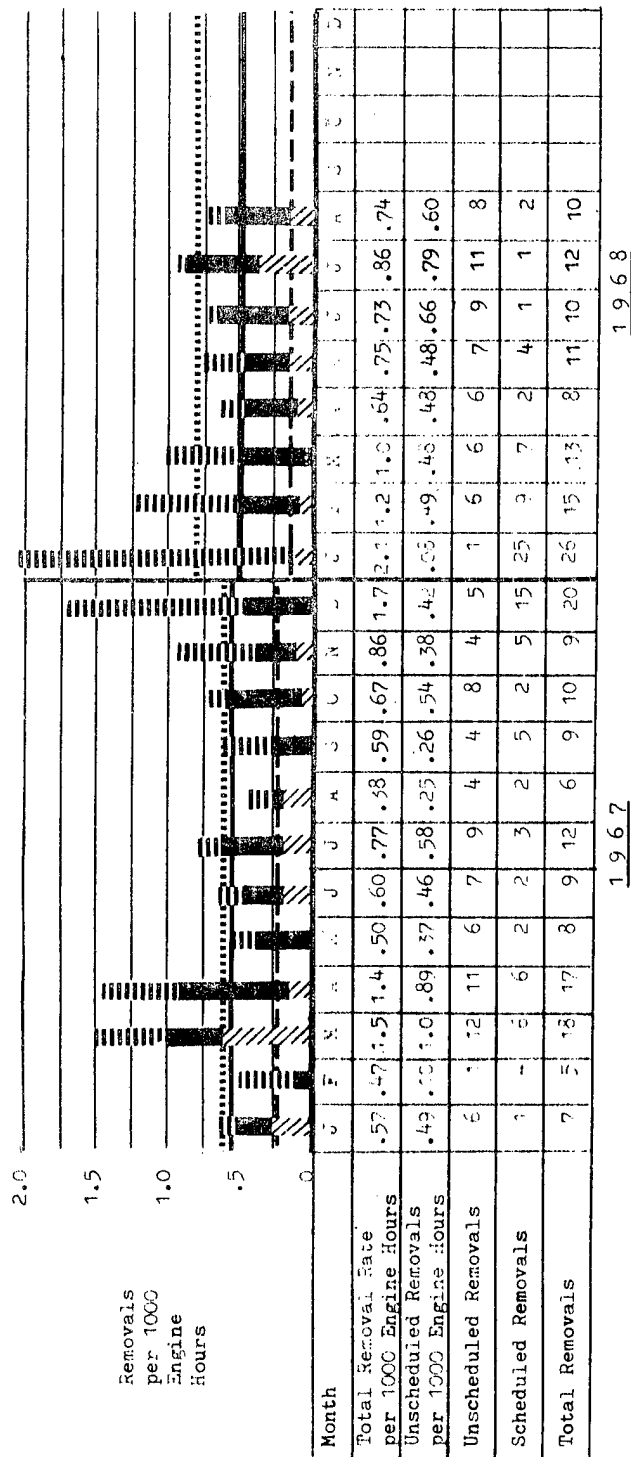 Removals
per 1000
Engine
Hours
2.0
1.5
1.0
.5
0
Month J F M A M J J A S O N D J M A J A
Total Removal Rate
per 1000 Engine Hours .57 .47 1.5 1.4 .50 .60 .77 .38 .59 .67 .86 1.7 2.1 1.2 1.0 .64 .75 .73 .86 .74
Unscheduled Removals
per 1000 Engine Hours .49 1.0 .89 .37 .46 .58 .25 .26 .54 .38 .42 .49 .48 .48 .48 .66 .79 .60
Unscheduled Removals 6 1 12 11 6 7 9 4 4 8 4 5 1 6 6 6 7 9 11 8
Scheduled Removals 1 4 6 6 2 2 3 2 5 2 5 15 25 9 7 2 4 1 1 2
Total Removals 7 5 18 17 8 9 12 6 9 10 9 20 26 15 13 8 11 10 12 10
1967
1968